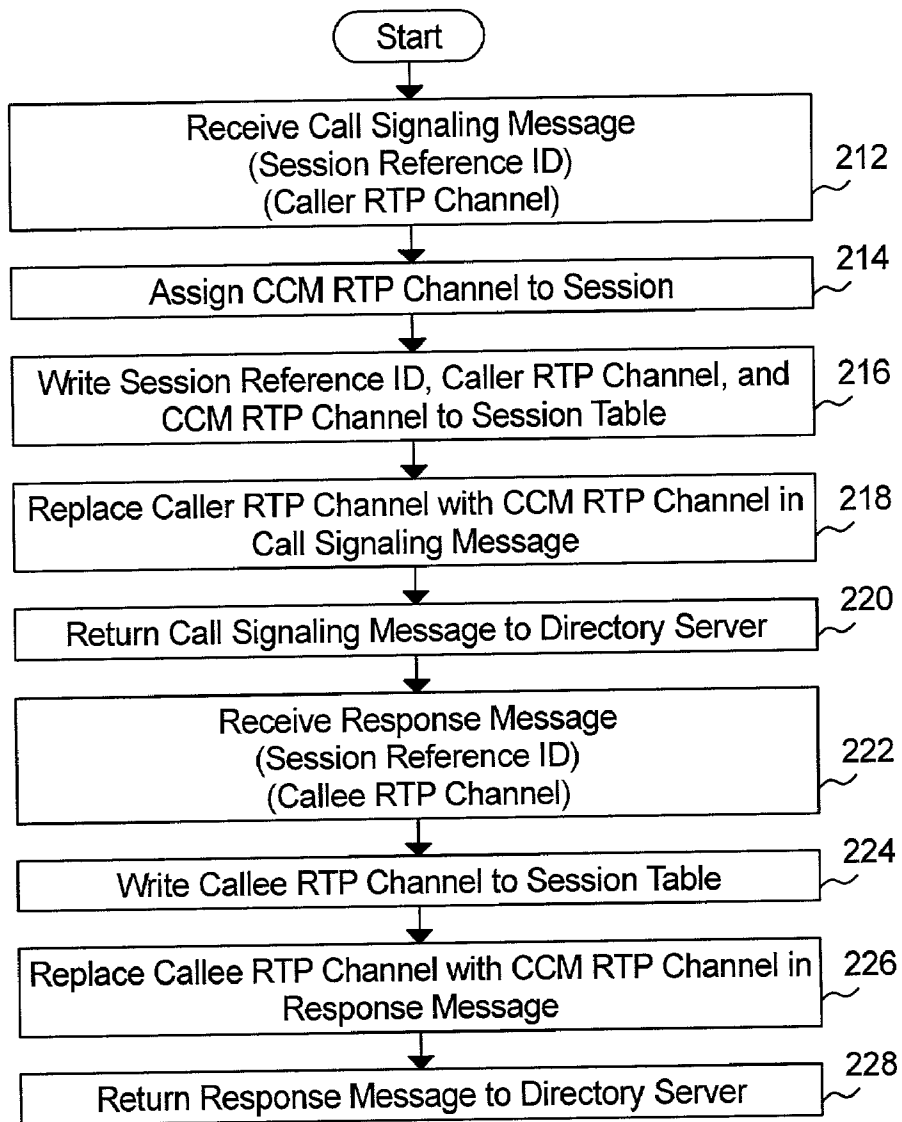 Start
Receive Call Signaling Message
(Session Reference ID)
(Caller RTP Channel)
212
Assign CCM RTP Channel to Session
214
Write Session Reference ID, Caller RTP Channel, and
CCM RTP Channel to Session Table
216
Replace Caller RTP Channel with CCM RTP Channel in
Call Signaling Message
218
Return Call Signaling Message to Directory Server
220
Receive Response Message
(Session Reference ID)
(Callee RTP Channel)
222
Write Callee RTP Channel to Session Table
224
Replace Callee RTP Channel with CCM RTP Channel in
Response Message
226
Return Response Message to Directory Server
228